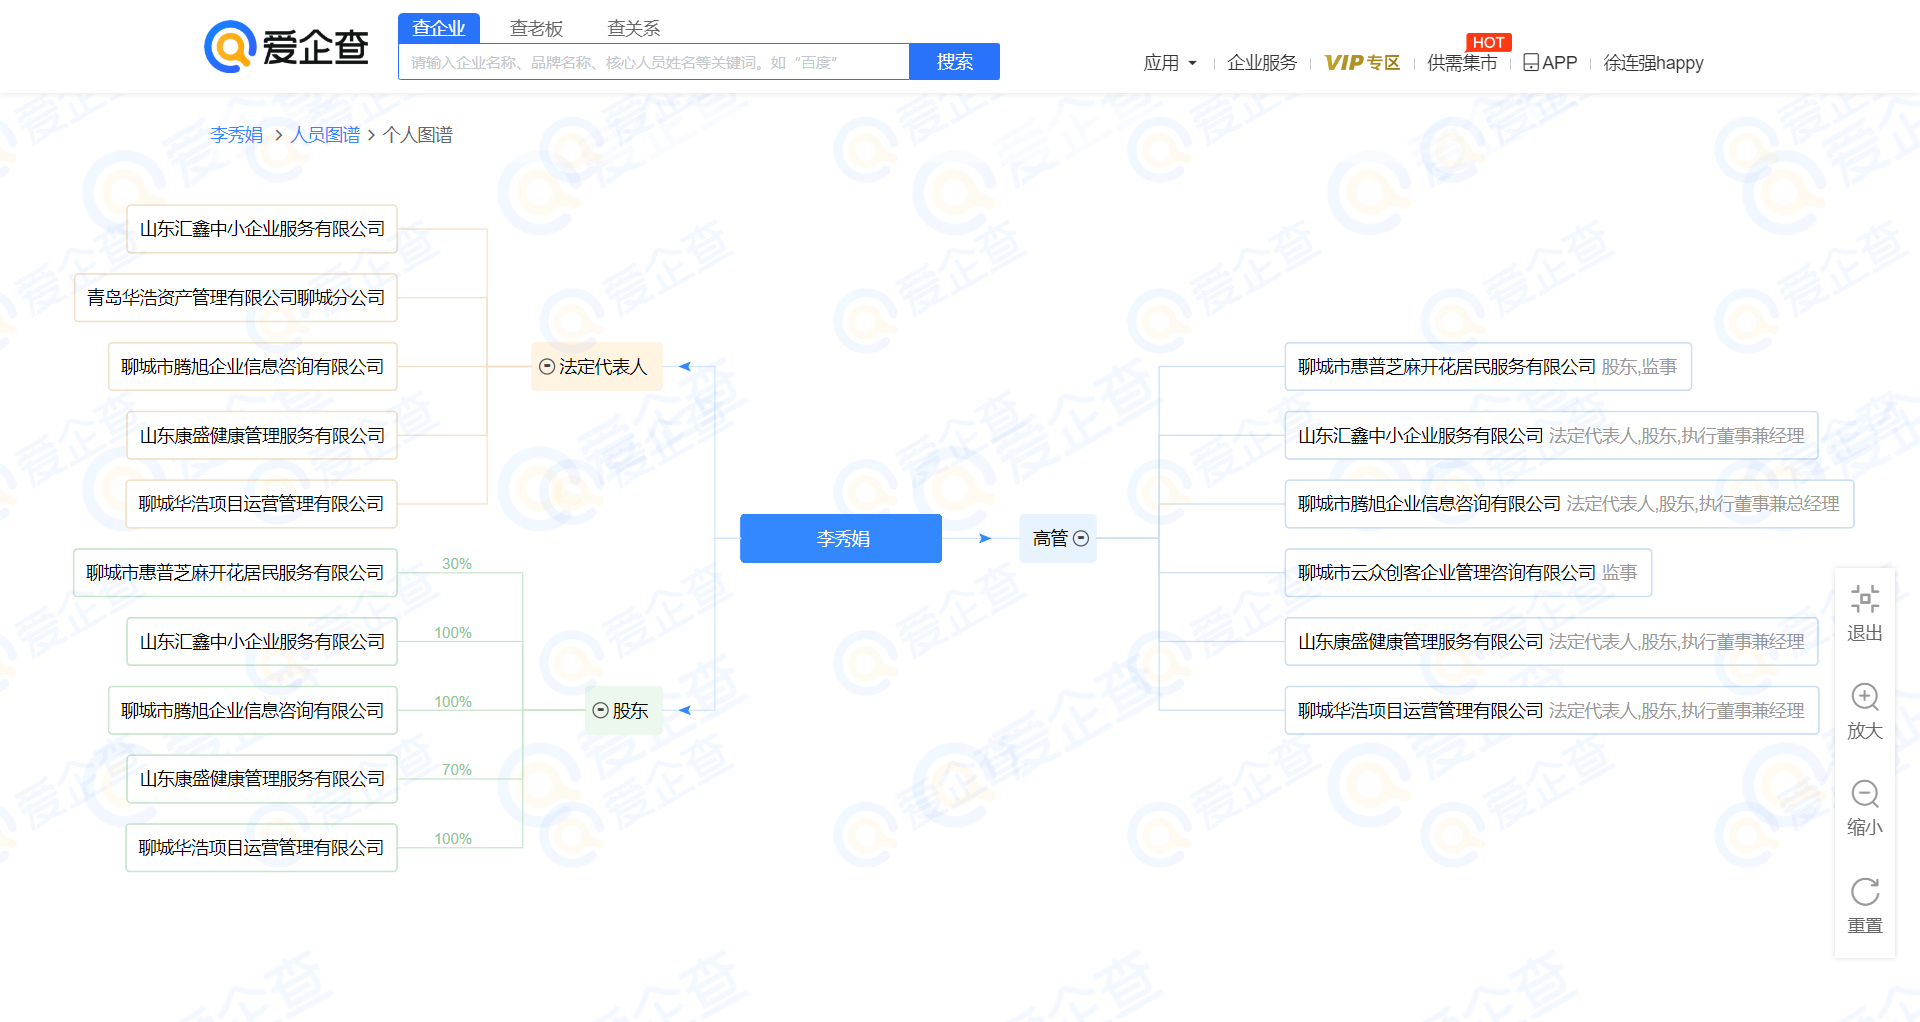 爱企查
查企业
查老板
查关系
请输入企业名称、品牌名称、核心人员姓名等关键词。如“百度”
搜索
应用
企业服务
VIP专区
供需集市
HOT
APP
徐连强happy
李秀娟 > 人员图谱 > 个人图谱
山东汇鑫中小企业服务有限公司
青岛华浩资产管理有限公司聊城分公司
聊城市腾旭企业信息咨询有限公司
山东康盛健康管理服务有限公司
聊城华浩项目运营管理有限公司
法定代表人
聊城市惠普芝麻开花居民服务有限公司
30%
山东汇鑫中小企业服务有限公司
100%
聊城市腾旭企业信息咨询有限公司
100%
山东康盛健康管理服务有限公司
70%
聊城华浩项目运营管理有限公司
100%
股东
李秀娟
高管
聊城市惠普芝麻开花居民服务有限公司 股东,监事
山东汇鑫中小企业服务有限公司 法定代表人,股东,执行董事兼经理
聊城市腾旭企业信息咨询有限公司 法定代表人,股东,执行董事兼总经理
聊城市云众创客企业管理咨询有限公司 监事
山东康盛健康管理服务有限公司 法定代表人,股东,执行董事兼经理
聊城华浩项目运营管理有限公司 法定代表人,股东,执行董事兼经理
退出
放大
缩小
重置